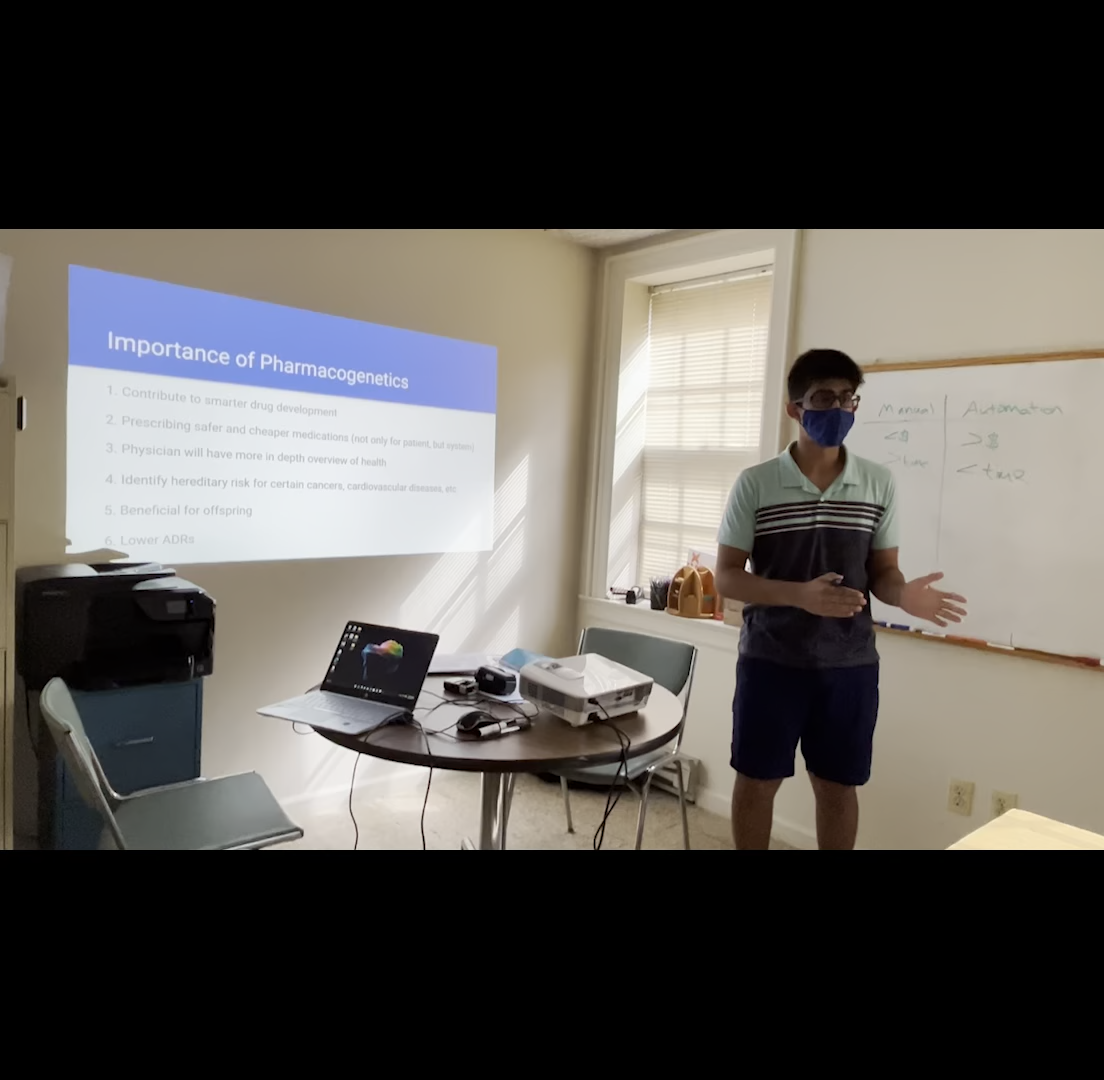 Importance of Pharmacogenetics
1. Contribute to smarter drug development
2. Prescribing safer and cheaper medications (not only for patient, but system)
3. Physician will have more in depth overview of health
4. Identify hereditary risk for certain cancers, cardiovascular diseases, etc.
5. Beneficial for offspring
6. Lower ADRs
Manual Automation
<$ >$
>time <time